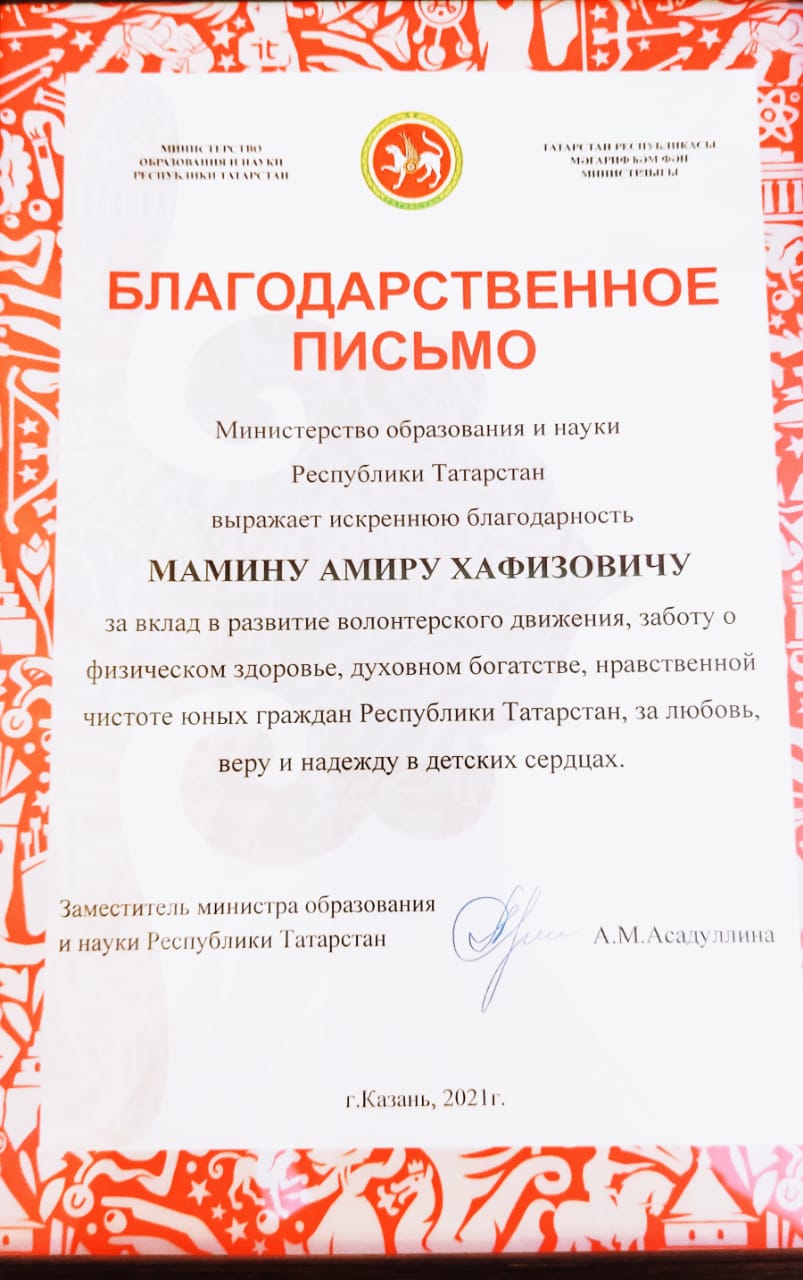 МИНИСТЕРСТВО
ОБРАЗОВАНИЯ И НАУКИ
РЕСПУБЛИКИ ТАТАРСТАН
ТАТАРСТАН РЕСПУБЛИКАСЫ
МӘГАРИФ ҺӘМ ФӘН
МИНИСТРЛЫГЫ
ТАТАРСТАН
БЛАГОДАРСТВЕННОЕ
ПИСЬМО
Министерство образования и науки
Республики Татарстан
выражает искреннюю благодарность
МАМИНУ АМИРУ ХАФИЗОВИЧУ
за вклад в развитие волонтерского движения, заботу о
физическом здоровье, духовном богатстве, нравственной
чистоте юных граждан Республики Татарстан, за любовь,
веру и надежду в детских сердцах.
Заместитель министра образования
и науки Республики Татарстан
А.М.Асадуллина
г.Казань, 2021г.